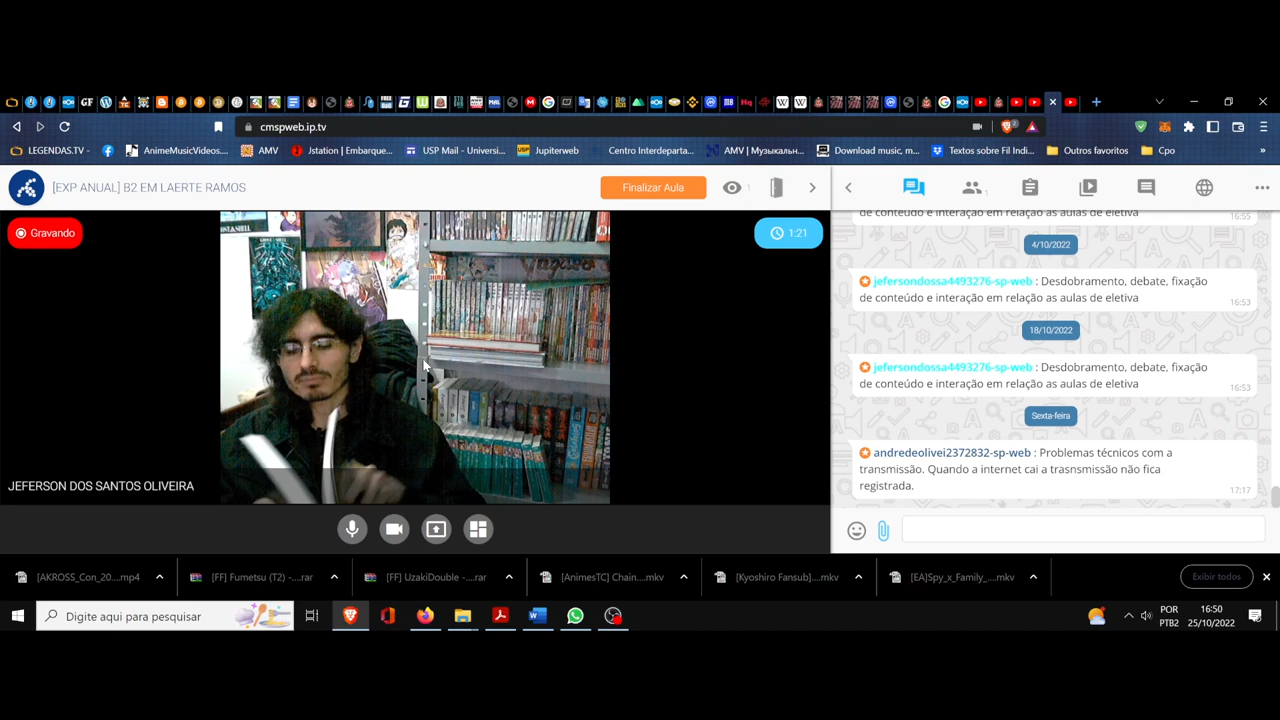 cmspweb.ip.tv
LEGENDAS.TV -
AnimeMusicVideos...
AMV
Jstation | Embarque...
USP Mail - Universi...
Jupiterweb
Centro Interdeparta...
AMV | Музыкальн...
Download music, m...
Textos sobre Fil Indi...
Outros favoritos
Cpo
[EXP ANUAL] B2 EM LAERTE RAMOS
Finalizar Aula
1
1
Gravando
1:21
JEFERSON DOS SANTOS OLIVEIRA
de conteúdo e interação em relação as aulas de eletiva
16:55
4/10/2022
jefersondossa4493276-sp-web : Desdobramento, debate, fixação
de conteúdo e interação em relação as aulas de eletiva
16:53
18/10/2022
jefersondossa4493276-sp-web : Desdobramento, debate, fixação
de conteúdo e interação em relação as aulas de eletiva
16:53
Sexta-feira
andredeolivei2372832-sp-web : Problemas técnicos com a
transmissão. Quando a internet cai a trasnsmissão não fica
registrada.
17:17
[AKROSS_Con_20....mp4
[FF] Fumetsu (T2) -....rar
[FF] UzakiDouble -....rar
[AnimesTC] Chain....mkv
[Kyoshiro Fansub]....mkv
[EA]Spy_x_Family_....mkv
Exibir todos
Digite aqui para pesquisar
POR
PTB2
16:50
25/10/2022